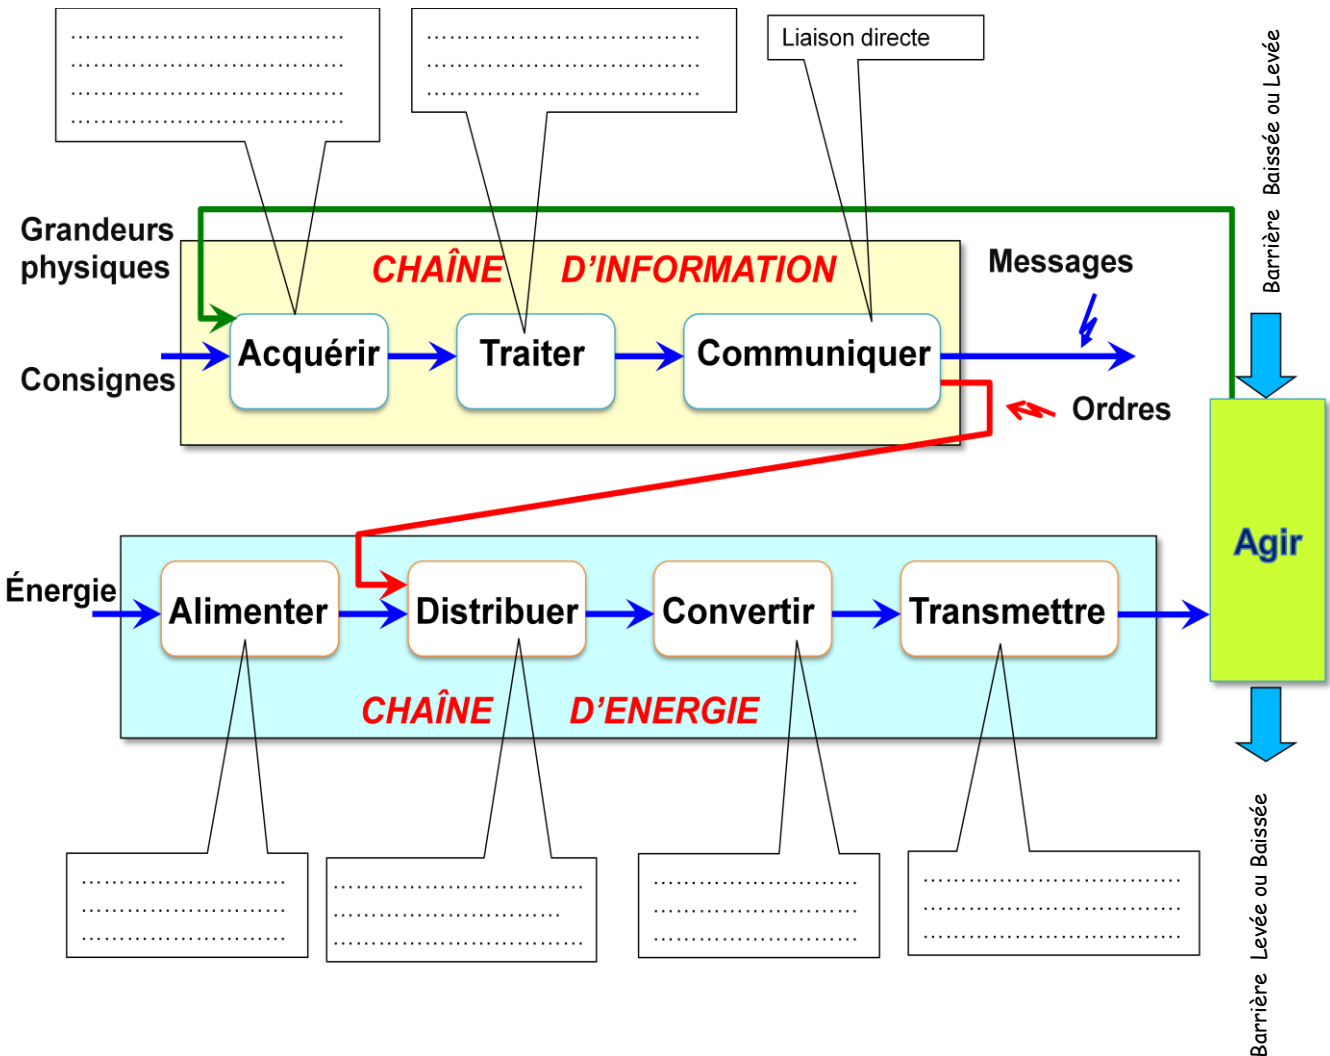 Liaison directe
Barrière Baissée ou Levée
Grandeurs
physiques
CHAÎNE D'INFORMATION
Messages
Acquérir
Traiter
Communiquer
Consignes
Ordres
Agir
Énergie
Alimenter
Distribuer
Convertir
Transmettre
CHAÎNE D'ENERGIE
Barrière Levée ou Baissée